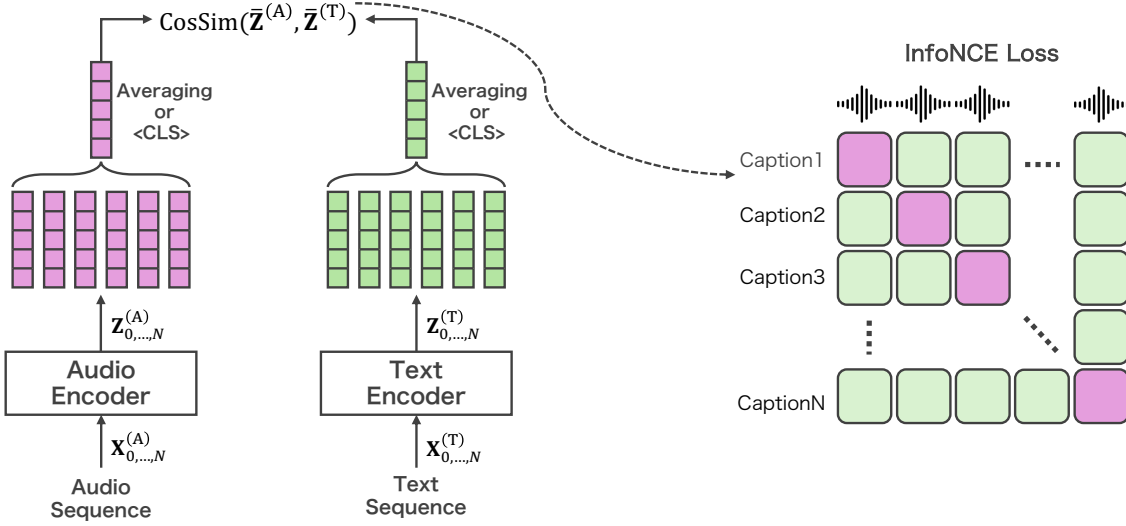 CosSim(Z̄^(A), Z̄^(T))
Averaging
or
<CLS>
Averaging
or
<CLS>
Z^(A)_0,...,N
Z^(T)_0,...,N
Audio
Encoder
Text
Encoder
X^(A)_0,...,N
X^(T)_0,...,N
Audio
Sequence
Text
Sequence
InfoNCE Loss
Caption1
Caption2
Caption3
CaptionN